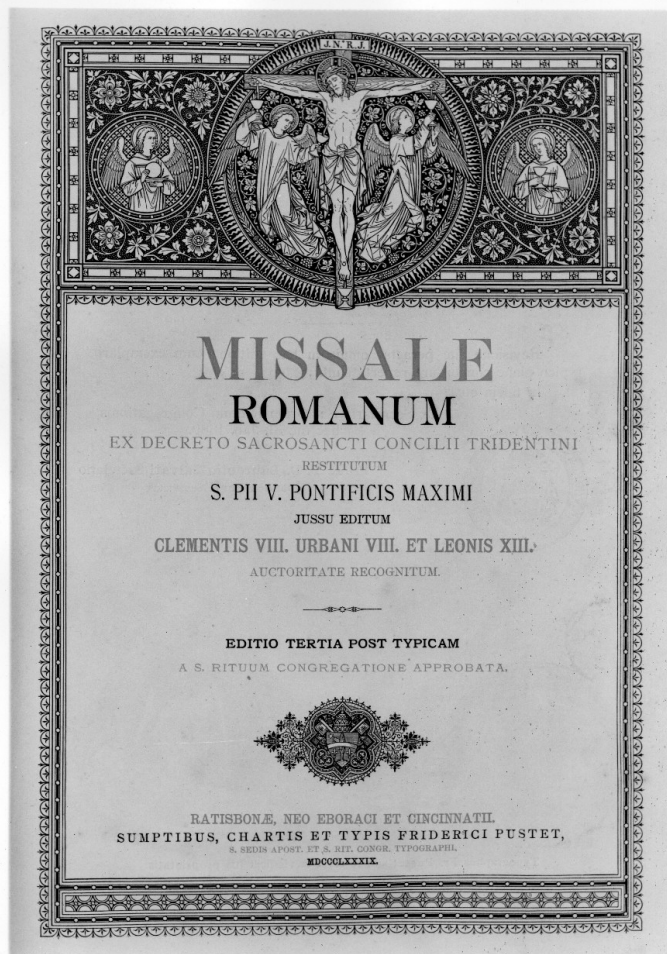 J.N.R.J.
MISSALE
ROMANUM
EX DECRETO SACROSANCTI CONCILII TRIDENTINI
RESTITUTUM
S. PII V. PONTIFICIS MAXIMI
JUSSU EDITUM
CLEMENTIS VIII. URBANI VIII. ET LEONIS XIII.
AUCTORITATE RECOGNITUM.
EDITIO TERTIA POST TYPICAM
A S. RITUUM CONGREGATIONE APPROBATA.
RATISBONÆ, NEO EBORACI ET CINCINNATII.
SUMPTIBUS, CHARTIS ET TYPIS FRIDERICI PUSTET,
S. SEDIS APOST. ET S. RIT. CONGR. TYPOGRAPHI.
MDCCCLXXXIX.